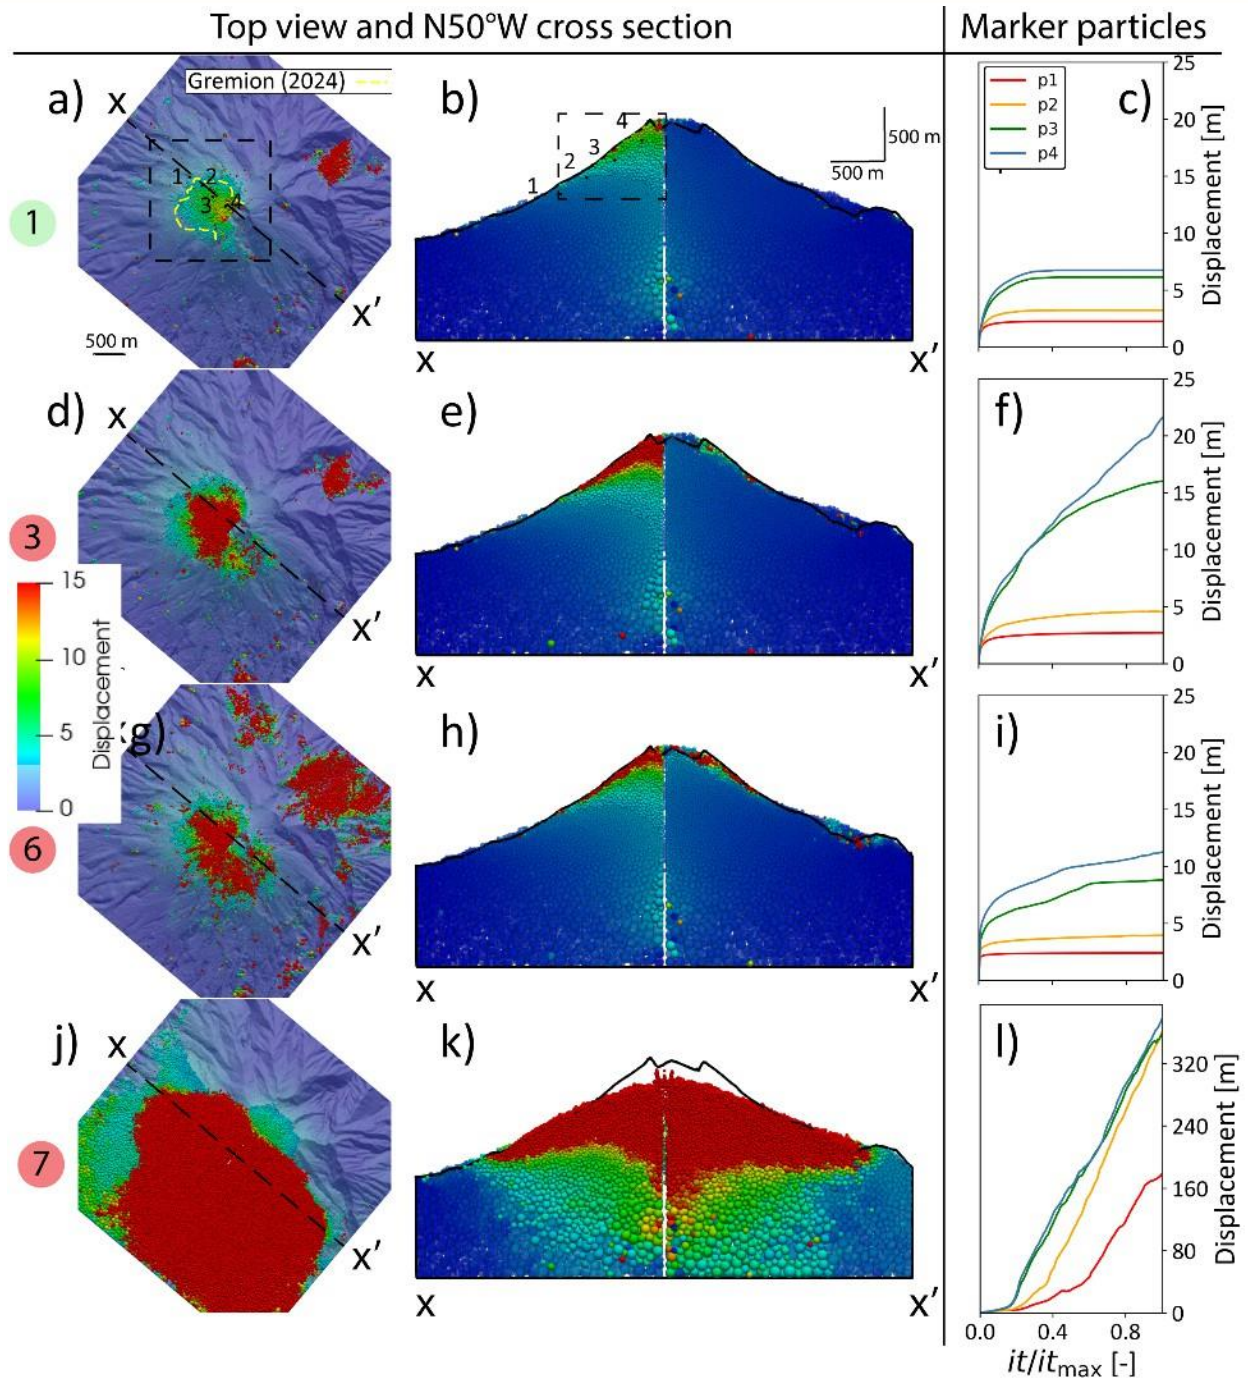 Top view and N50°W cross section
Marker particles
Gremion (2024)
a)
x
1
2
3
4
x'
500 m
1
b)
4
3
2
1
500 m
500 m
x
x'
p1
p2
p3
p4
c)
25
20
15
10
5
0
Displacement [m]
d)
x
x'
3
e)
x
x'
f)
25
20
15
10
5
0
Displacement [m]
15
10
5
0
Displacement
g)
x'
6
h)
x
x'
i)
25
20
15
10
5
0
Displacement [m]
j)
x
x'
7
k)
x
x'
l)
320
240
160
80
0
Displacement [m]
0.0
0.4
0.8
it/itmax [-]